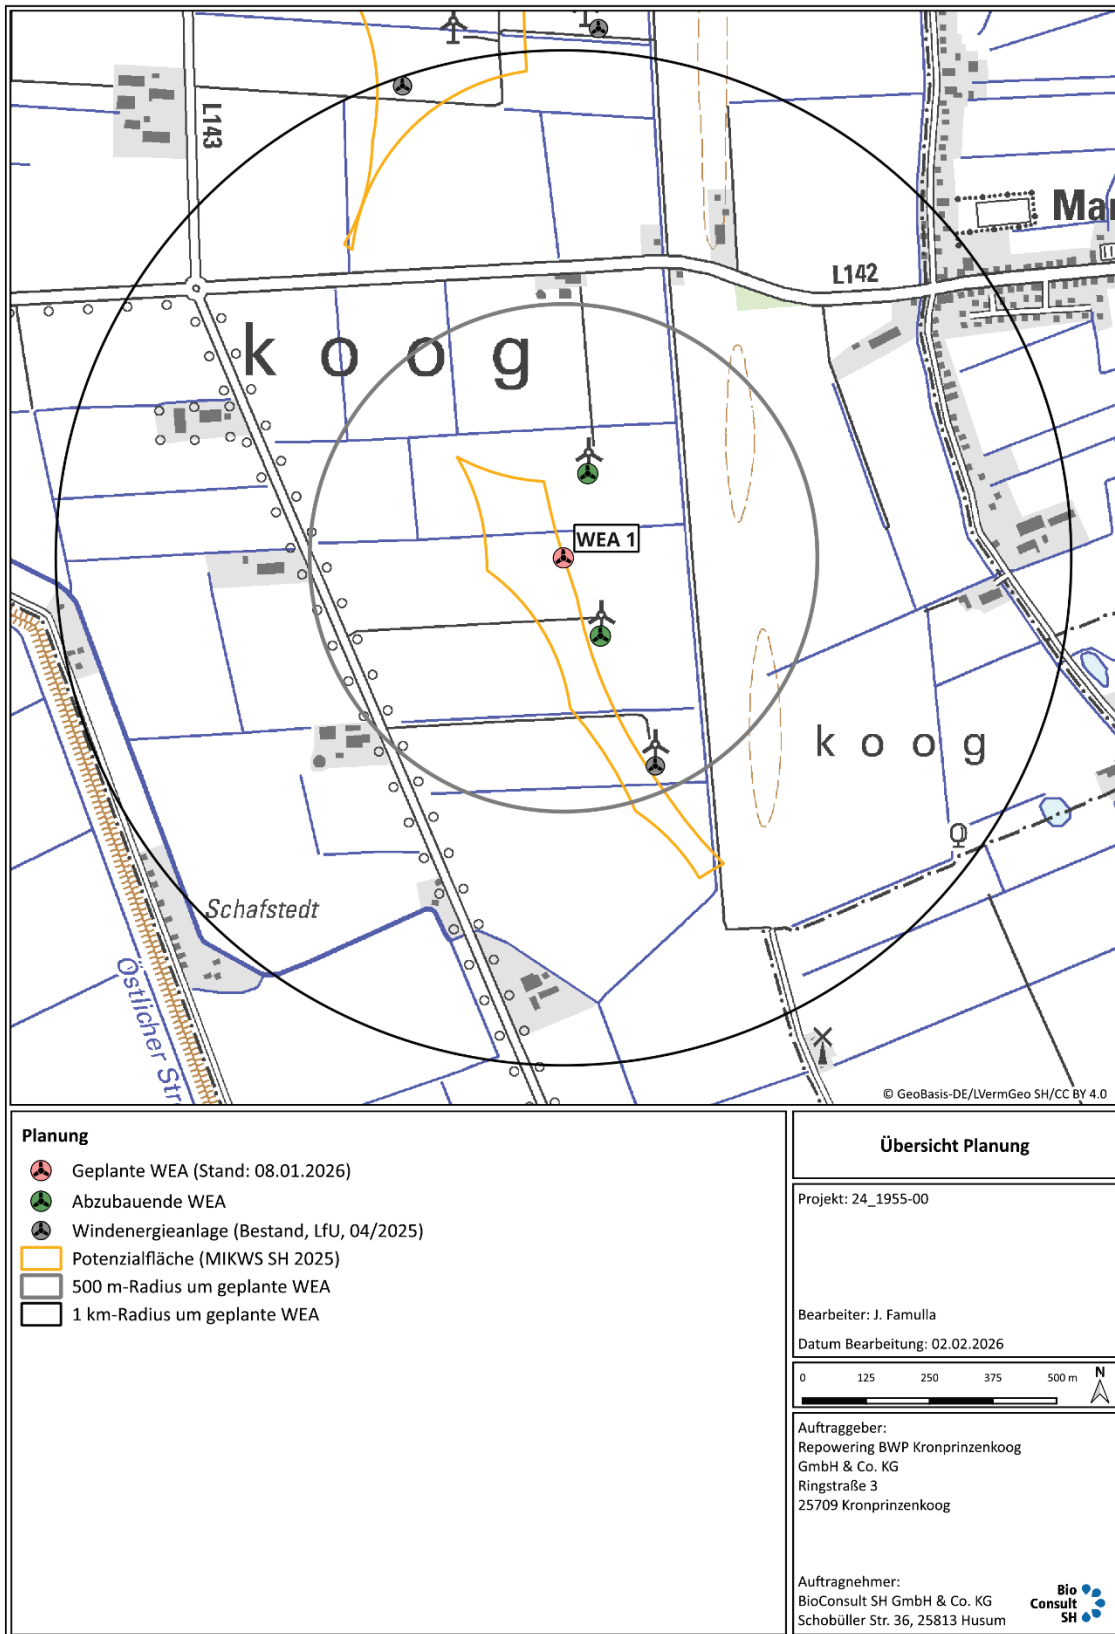 L143
Mar
L142
koog
WEA 1
koog
Schafstedt
Östlicher Str
© GeoBasis-DE/LVermGeo SH/CC BY 4.0
Planung
Geplante WEA (Stand: 08.01.2026)
Abzubauende WEA
Windenergieanlage (Bestand, LfU, 04/2025)
Potenzialfläche (MIKWS SH 2025)
500 m-Radius um geplante WEA
1 km-Radius um geplante WEA
Übersicht Planung
Projekt: 24_1955-00
Bearbeiter: J. Famulla
Datum Bearbeitung: 02.02.2026
0 125 250 375 500 m
N
Auftraggeber:
Repowering BWP Kronprinzenkoog
GmbH & Co. KG
Ringstraße 3
25709 Kronprinzenkoog
Auftragnehmer:
BioConsult SH GmbH & Co. KG
Schobüller Str. 36, 25813 Husum
Bio
Consult
SH